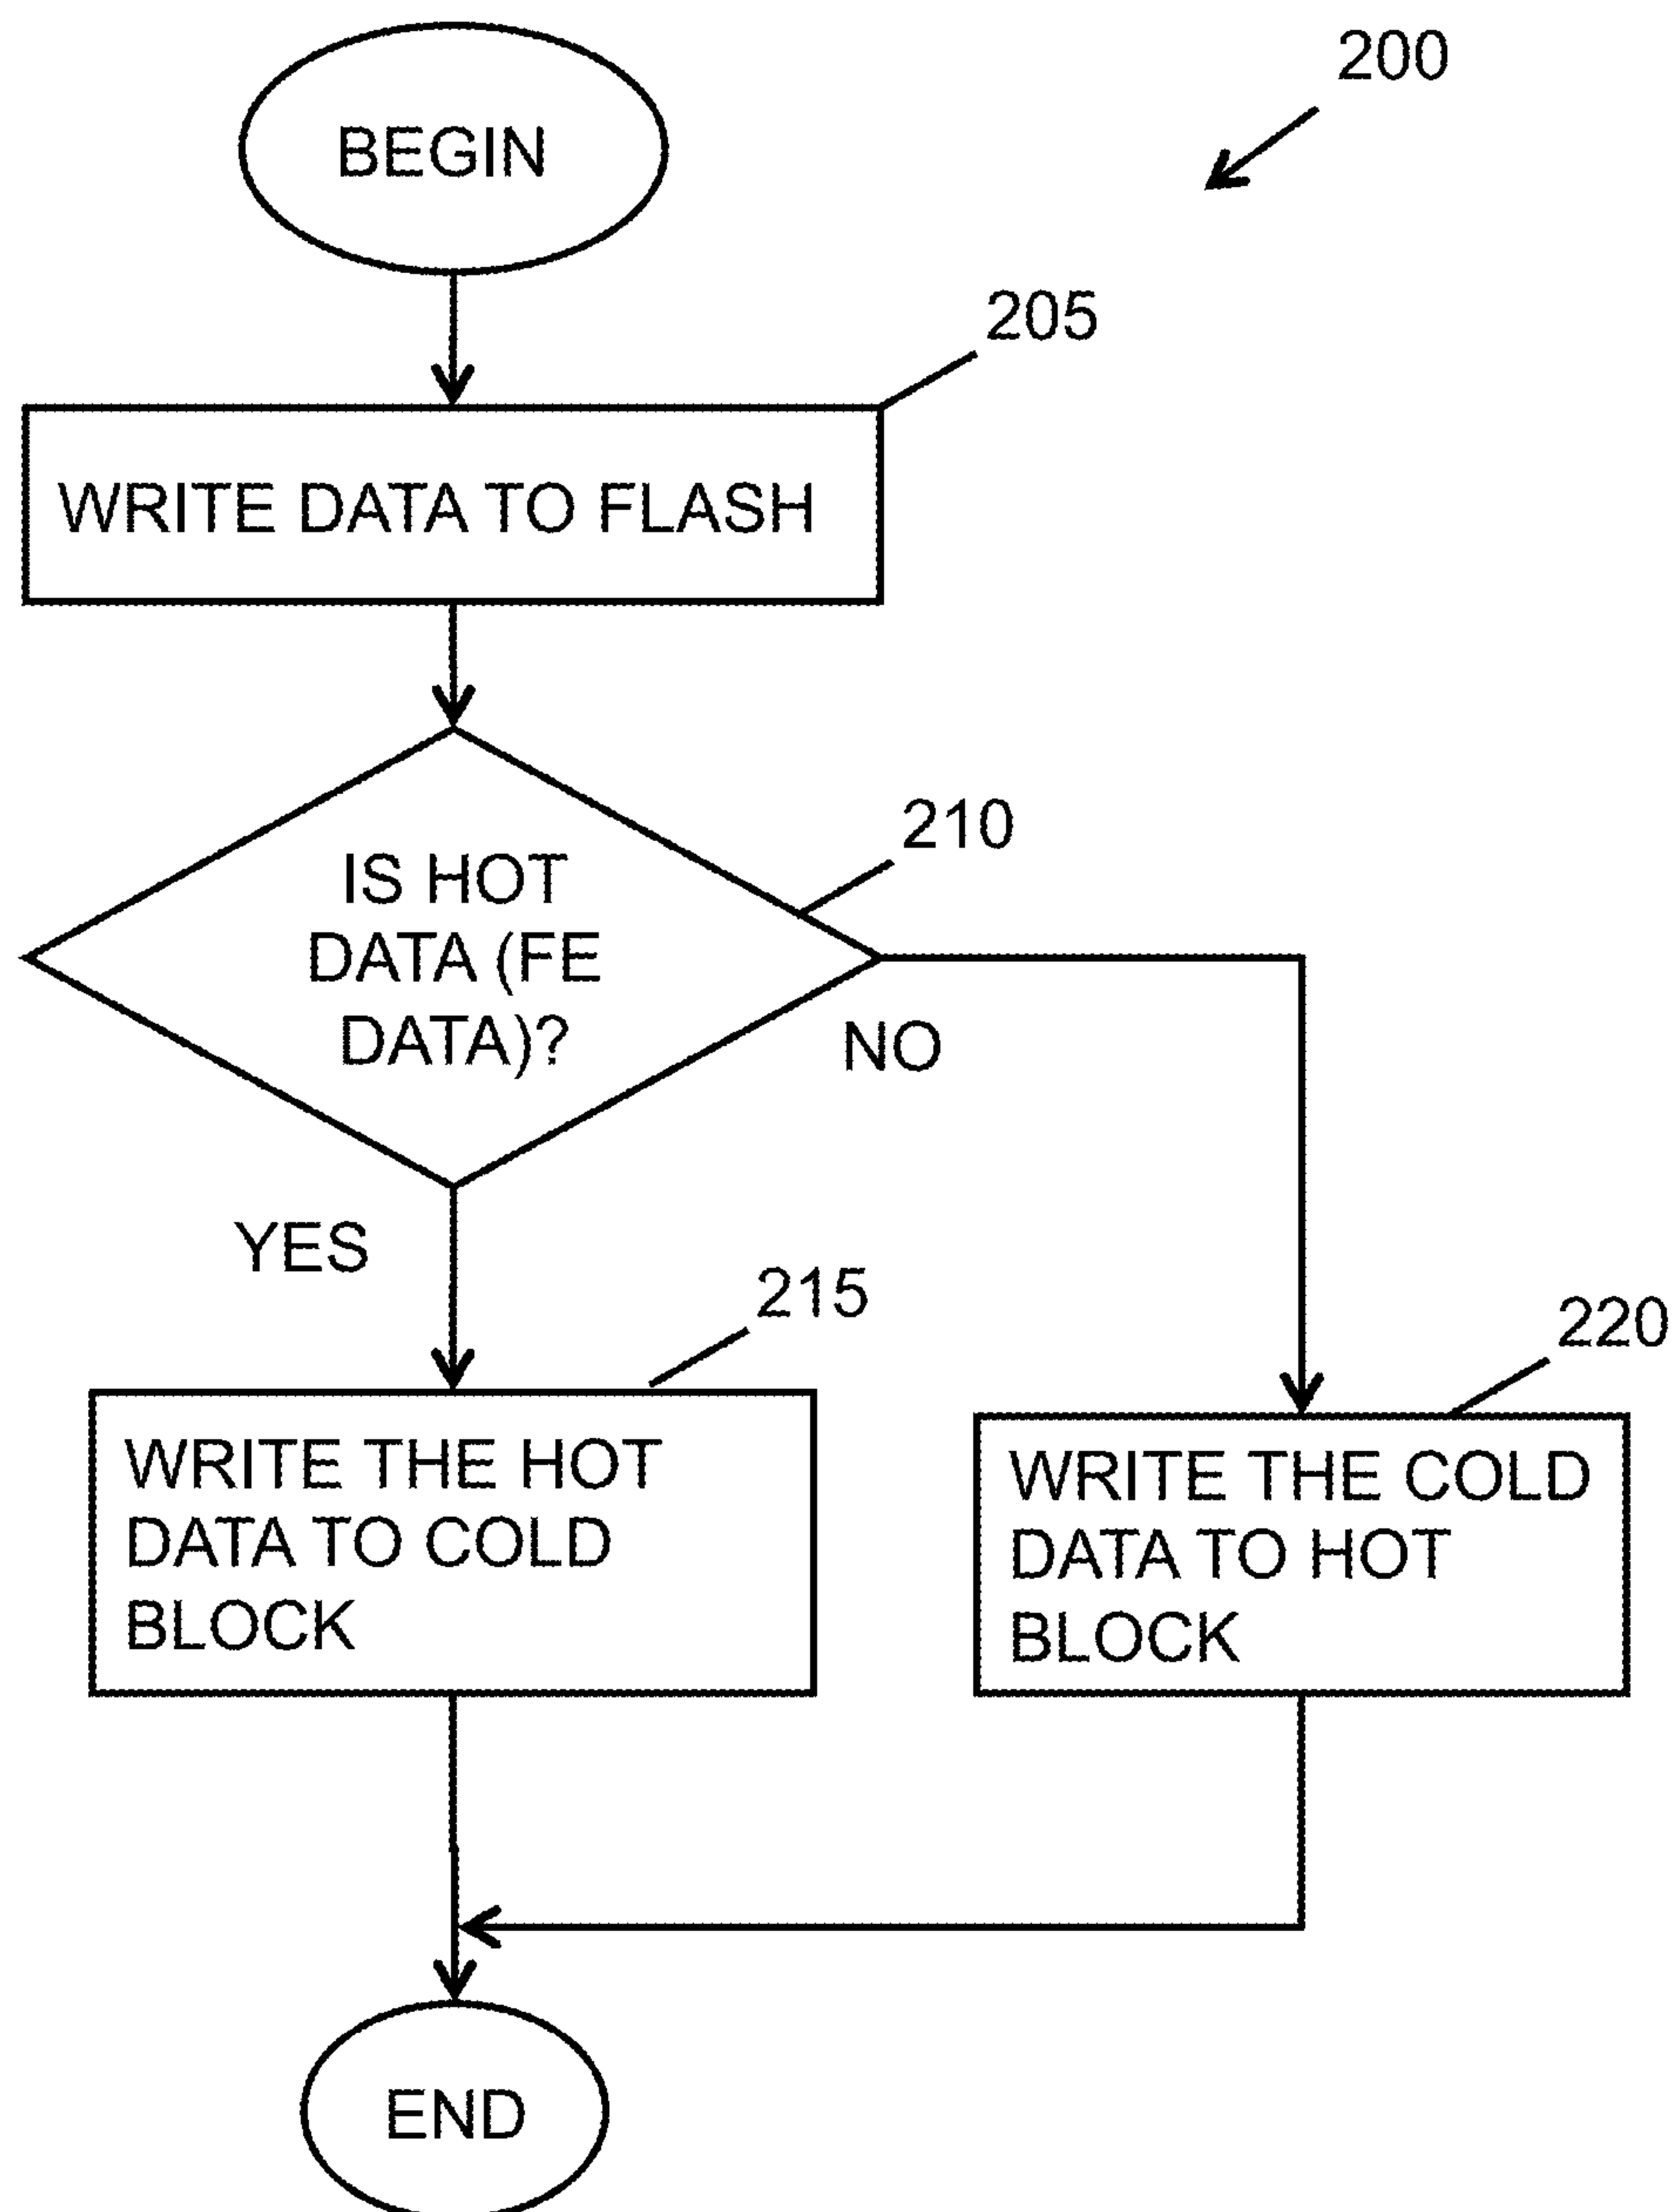 200
BEGIN
205
WRITE DATA TO FLASH
210
IS HOT
DATA (FE
DATA)?
NO
YES
215
WRITE THE HOT
DATA TO COLD
BLOCK
220
WRITE THE COLD
DATA TO HOT
BLOCK
END